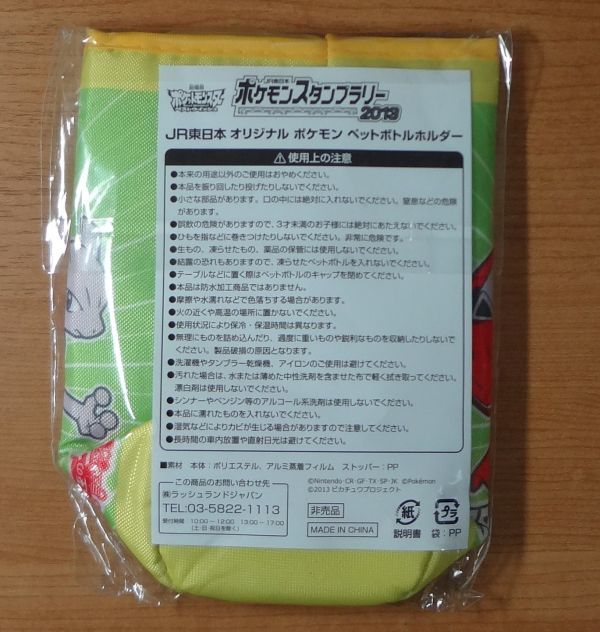 劇場版
ポケットモンスター
JR東日本
ポケモンスタンプラリー
2013
JR東日本 オリジナル ポケモン ペットボトルホルダー
使用上の注意
●本来の用途以外のご使用はおやめください。
●本品を振り回したり投げたりしないでください。
●小さな部品があります。口の中には絶対に入れないでください。窒息などの危険
があります。
●誤飲の危険がありますので、3才未満のお子様には絶対にあたえないでください。
●ひもを指などに巻きつけたりしないでください。非常に危険です。
●生もの、凍らせたもの、薬品の保管には使用しないでください。
●結露の恐れもありますので、凍らせたペットボトルを入れないでください。
●テーブルなどに置く際はペットボトルのキャップを閉めてください。
●本品は防水加工商品ではありません。
●摩擦や水濡れなどで色落ちする場合があります。
●火の近くや高温の場所に置かないでください。
●使用状況により保冷・保温時間は異なります。
●無理にものを詰め込んだり、過度に重いものや鋭利なものを収納したりしないで
ください。製品破損の原因となります。
●洗濯機やタンブラー乾燥機、アイロンのご使用は避けてください。
●汚れた場合は、水または薄めた中性洗剤を含ませた布で軽く拭き取ってください。
漂白剤は使用しないでください。
●シンナーやベンジン等のアルコール系洗剤は使用しないでください。
●本品に濡れたものを入れないでください。
●湿気などによりカビが生じる場合がありますので注意してください。
●長時間の車内放置や直射日光は避けてください。
■素材 本体:ポリエステル、アルミ蒸着フィルム ストッパー:PP
この商品のお問い合わせ先
㈱ラッシュランドジャパン
TEL:03-5822-1113
受付時間 10:00~12:00 13:00~17:00
(土・日・祝日を除く)
©Nintendo・CR・GF・TX・SP・JK ©Pokémon
©2013 ピカチュウプロジェクト
非売品
MADE IN CHINA
紙
説明書
プラ
袋:PP